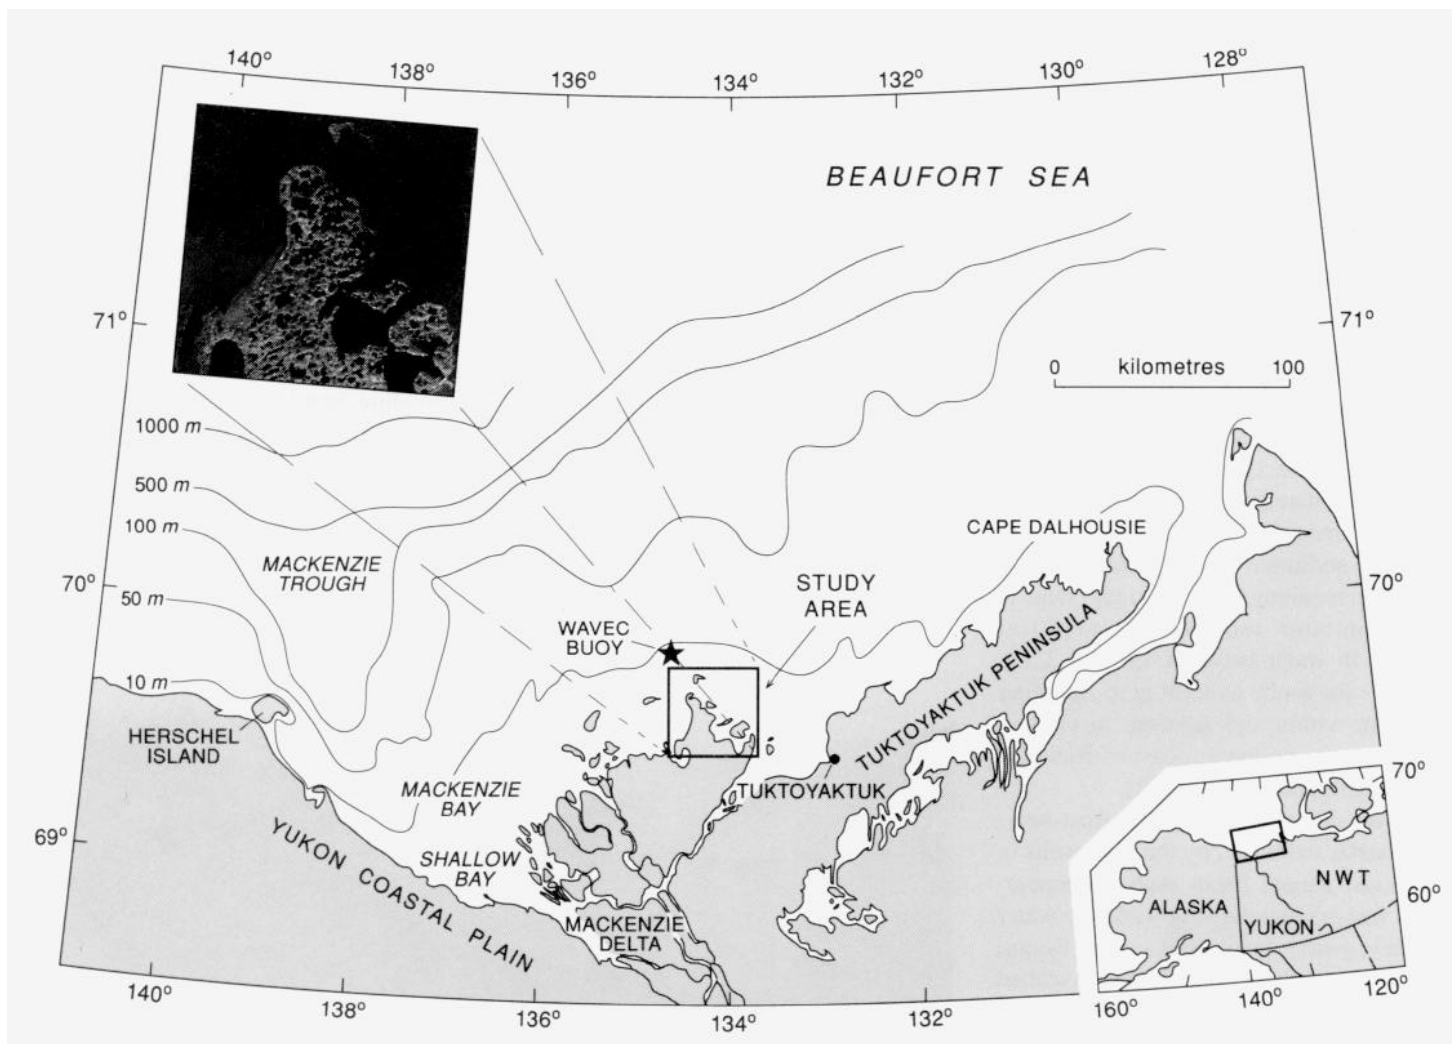 140°
138°
136°
134°
132°
130°
128°
BEAUFORT SEA
71°
71°
0 kilometres 100
1000 m
500 m
100 m
CAPE DALHOUSIE
MACKENZIE
TROUGH
70°
STUDY
AREA
70°
50 m
WAVEC
BUOY
TUKTOYAKTUK PENINSULA
10 m
HERSCHEL
ISLAND
MACKENZIE
BAY
TUKTOYAKTUK
70°
69°
YUKON COASTAL PLAIN
SHALLOW
BAY
NWT
60°
ALASKA
MACKENZIE
DELTA
YUKON
140°
138°
136°
134°
132°
160°
140°
120°